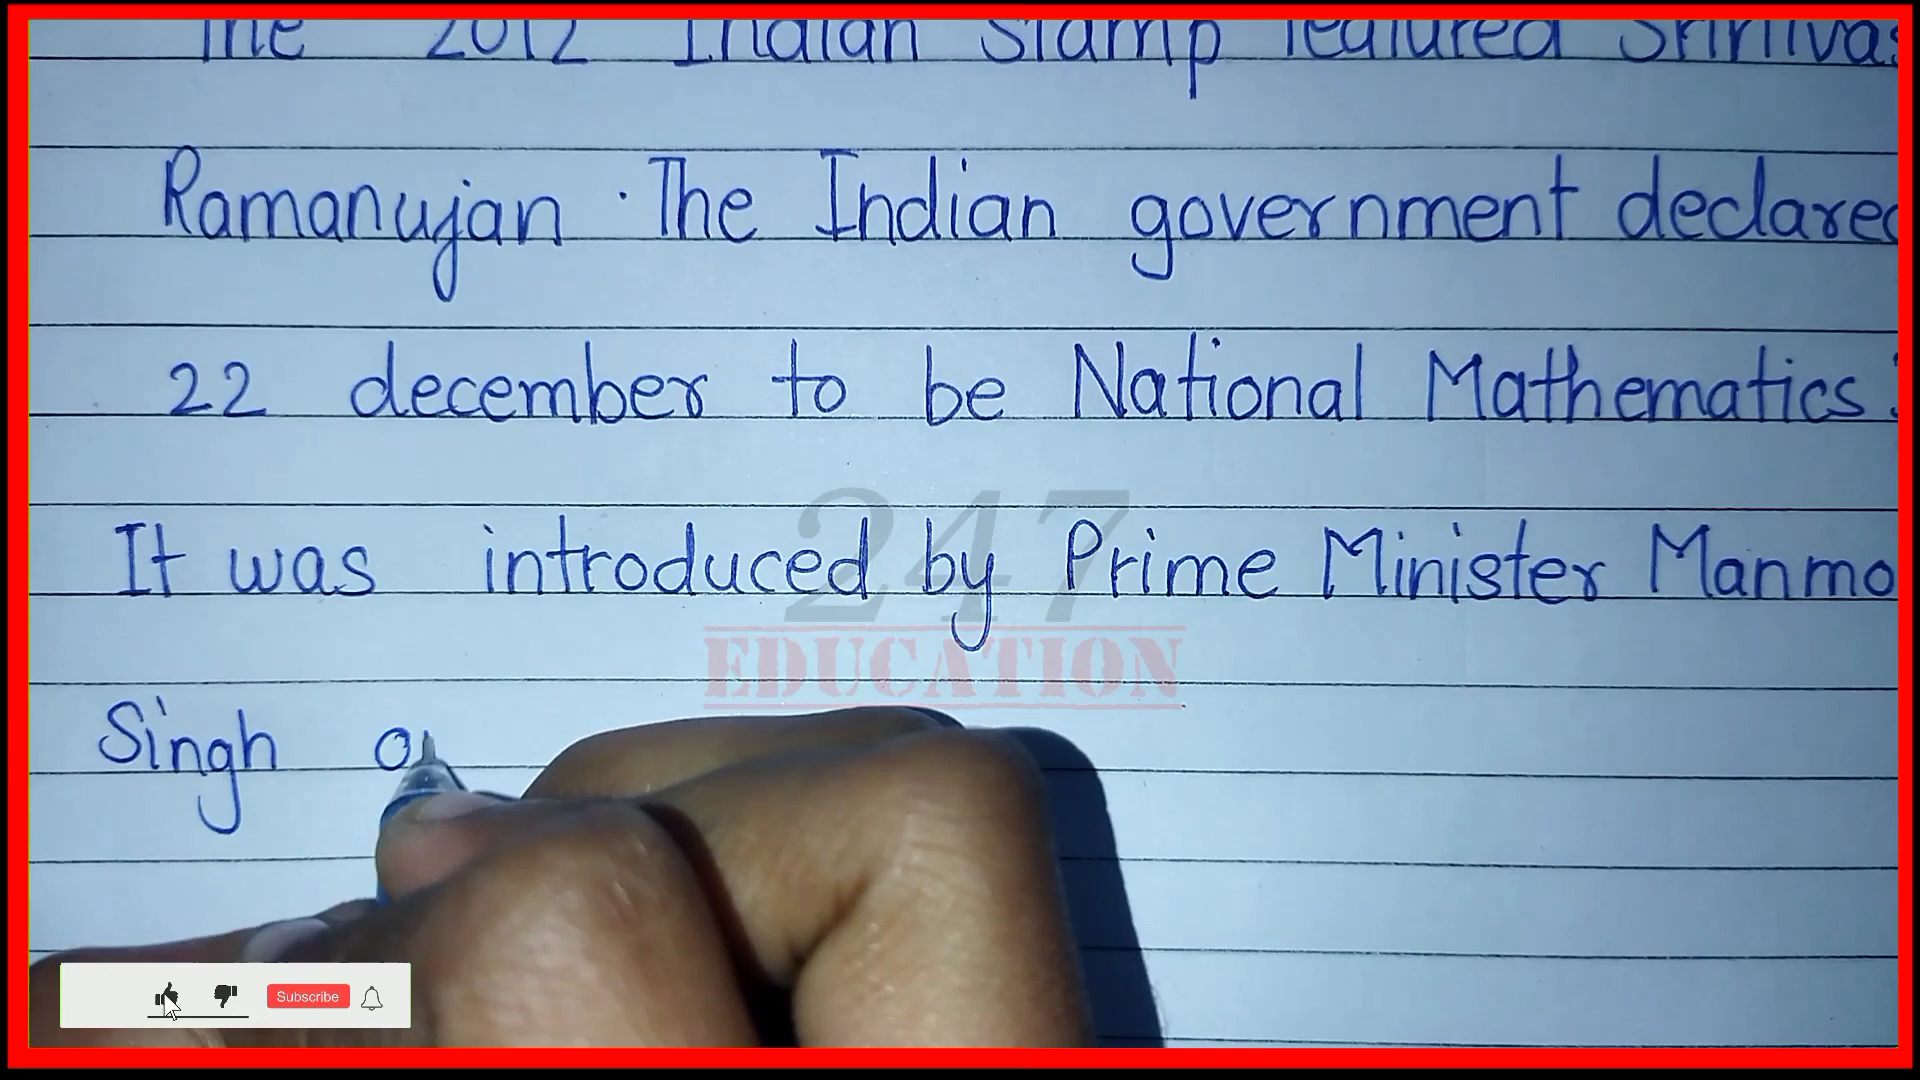 The 2012 Indian Stamp featured Sriniva
Ramanujan . The Indian government declared
22 december to be National Mathematics
It was introduced by Prime Minister Manmo
Singh
247
EDUCATION
Subscribe